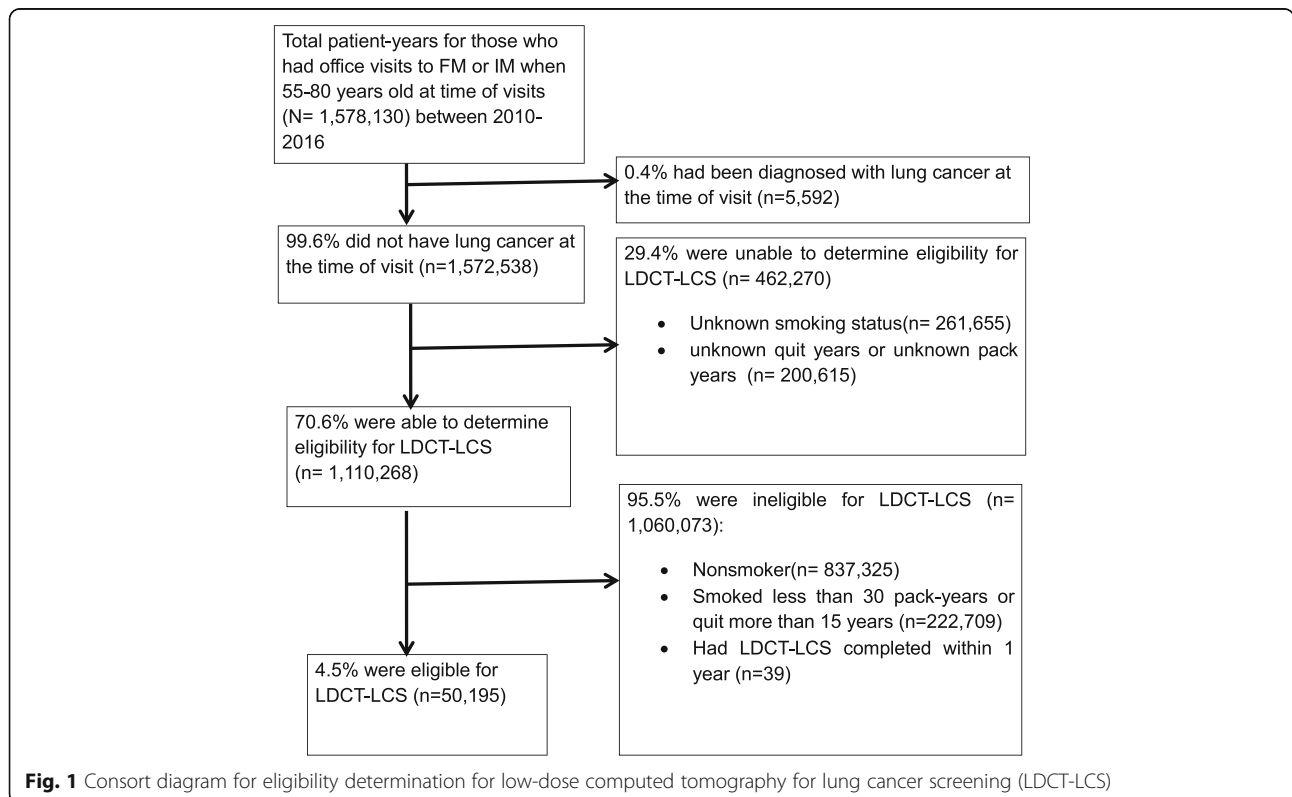 Total patient-years for those who
had office visits to FM or IM when
55-80 years old at time of visits
(N= 1,578,130) between 2010-
2016
0.4% had been diagnosed with lung cancer at
the time of visit (n=5,592)
99.6% did not have lung cancer at
the time of visit (n=1,572,538)
29.4% were unable to determine eligibility for
LDCT-LCS (n= 462,270)
• Unknown smoking status(n= 261,655)
• unknown quit years or unknown pack
years (n= 200,615)
70.6% were able to determine
eligibility for LDCT-LCS
(n= 1,110,268)
95.5% were ineligible for LDCT-LCS (n=
1,060,073):
• Nonsmoker(n= 837,325)
• Smoked less than 30 pack-years or
quit more than 15 years (n=222,709)
• Had LDCT-LCS completed within 1
year (n=39)
4.5% were eligible for
LDCT-LCS (n=50,195)
Fig. 1 Consort diagram for eligibility determination for low-dose computed tomography for lung cancer screening (LDCT-LCS)